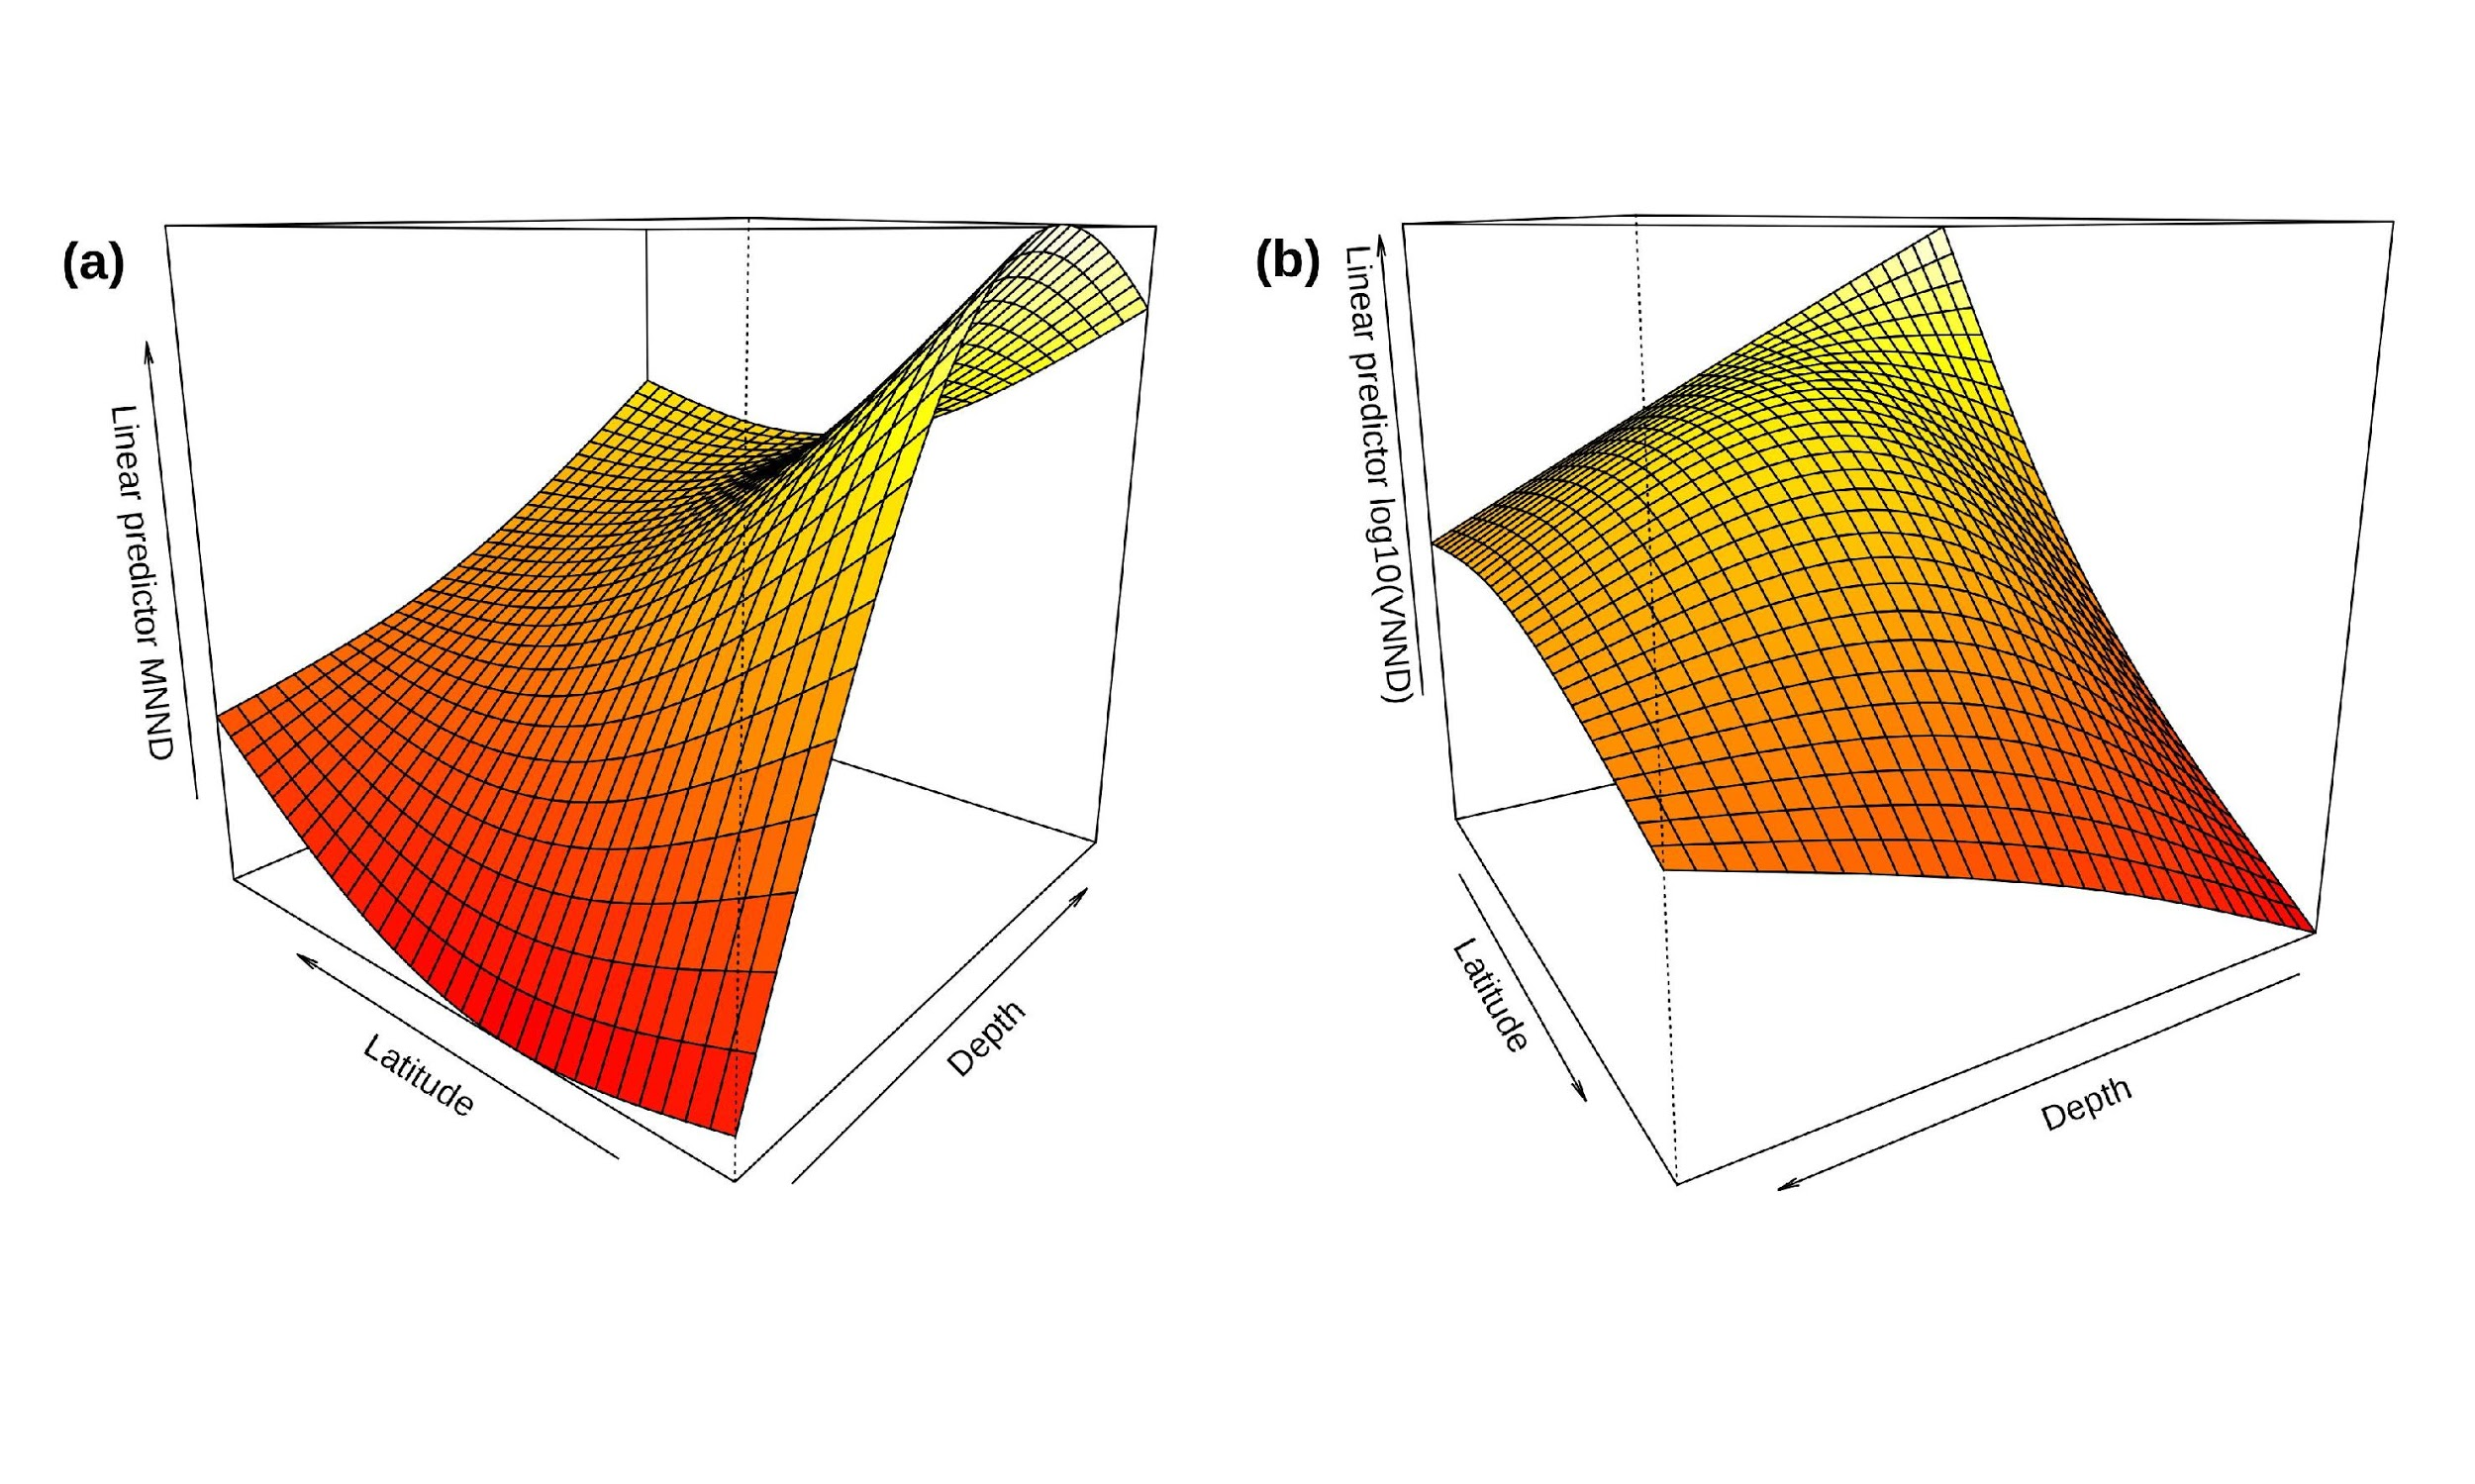 (a)
Linear predictor MNND
Latitude
Depth
(b)
Linear predictor log10(VNND)
Latitude
Depth